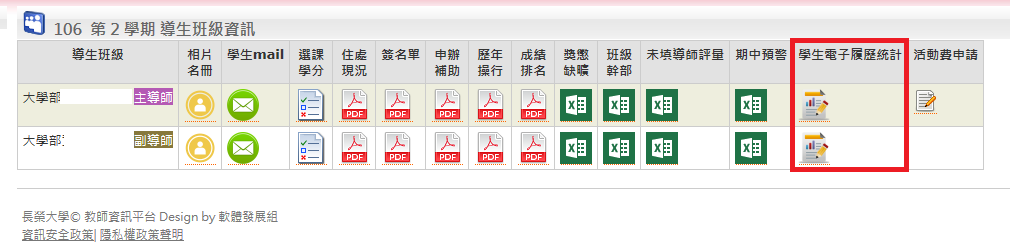 106 第 2 學期 導生班級資訊
導生班級 相片名冊 學生mail 選課學分 住處現況 簽名單 申辦補助 歷年操行 成績排名 獎懲缺曠 班級幹部 未填導師評量 期中預警 學生電子履歷統計 活動費申請
大學部 主導師
大學部 副導師
長榮大學© 教師資訊平台 Design by 軟體發展組
資訊安全政策| 隱私權政策聲明